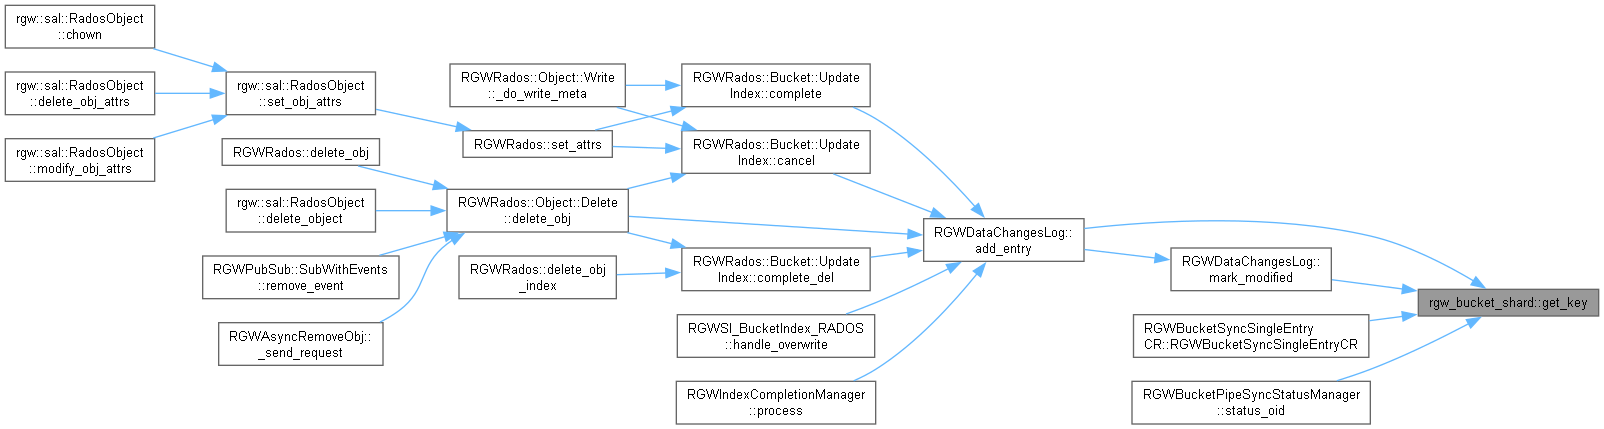 rgw::sal::RadosObject
::chown
rgw::sal::RadosObject
::delete_obj_attrs
rgw::sal::RadosObject
::modify_obj_attrs
rgw::sal::RadosObject
::set_obj_attrs
RGWRados::delete_obj
rgw::sal::RadosObject
::delete_object
RGWPubSub::SubWithEvents
::remove_event
RGWAsyncRemoveObj::
_send_request
RGWRados::Object::Write
::_do_write_meta
RGWRados::set_attrs
RGWRados::Object::Delete
::delete_obj
RGWRados::delete_obj
_index
RGWRados::Bucket::Update
Index::complete
RGWRados::Bucket::Update
Index::cancel
RGWRados::Bucket::Update
Index::complete_del
RGWSI_BucketIndex_RADOS
::handle_overwrite
RGWIndexCompletionManager
::process
RGWDataChangesLog::
add_entry
RGWDataChangesLog::
mark_modified
RGWBucketSyncSingleEntry
CR::RGWBucketSyncSingleEntryCR
RGWBucketPipeSyncStatusManager
::status_oid
rgw_bucket_shard::get_key